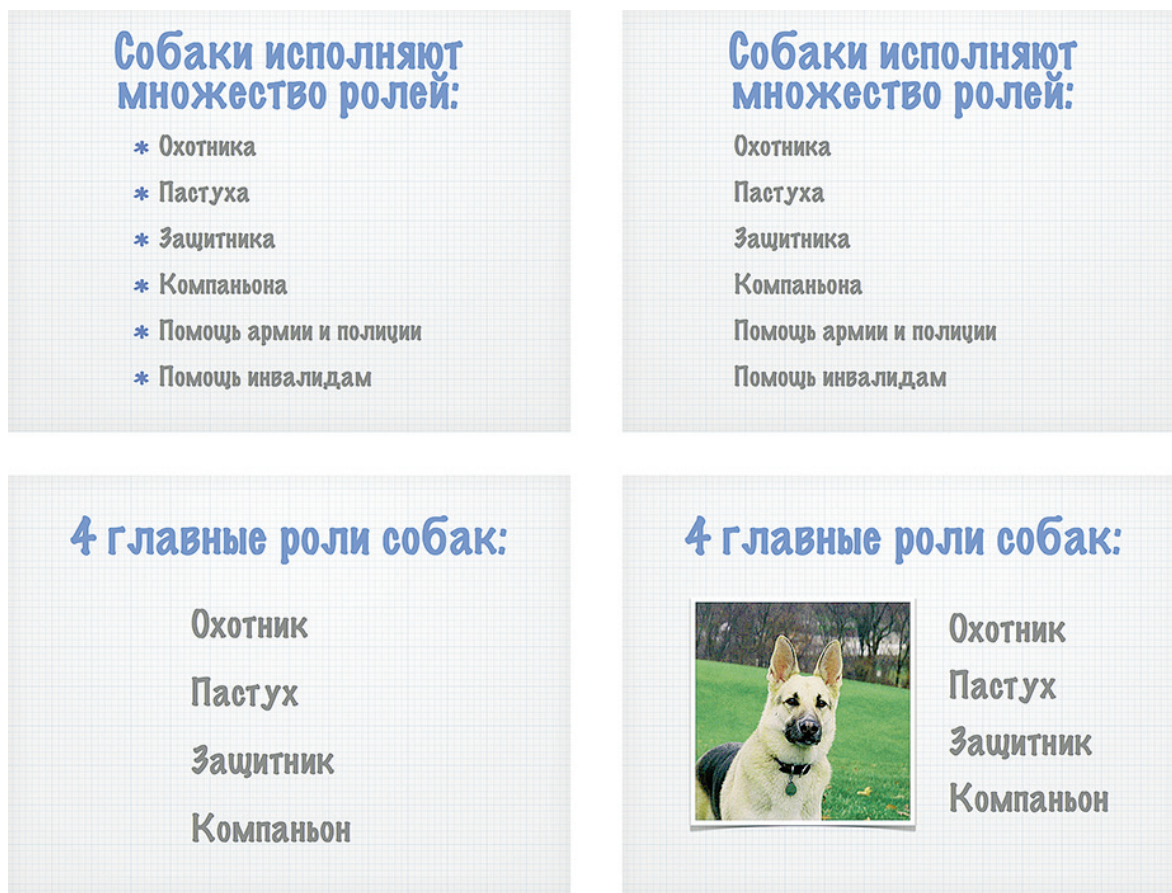 Собаки исполняют
множество ролей:
* Охотника
* Пастуха
* Защитника
* Компаньона
* Помощь армии и полиции
* Помощь инвалидам
Собаки исполняют
множество ролей:
Охотника
Пастуха
Защитника
Компаньона
Помощь армии и полиции
Помощь инвалидам
4 главные роли собак:
Охотник
Пастух
Защитник
Компаньон
4 главные роли собак:
Охотник
Пастух
Защитник
Компаньон